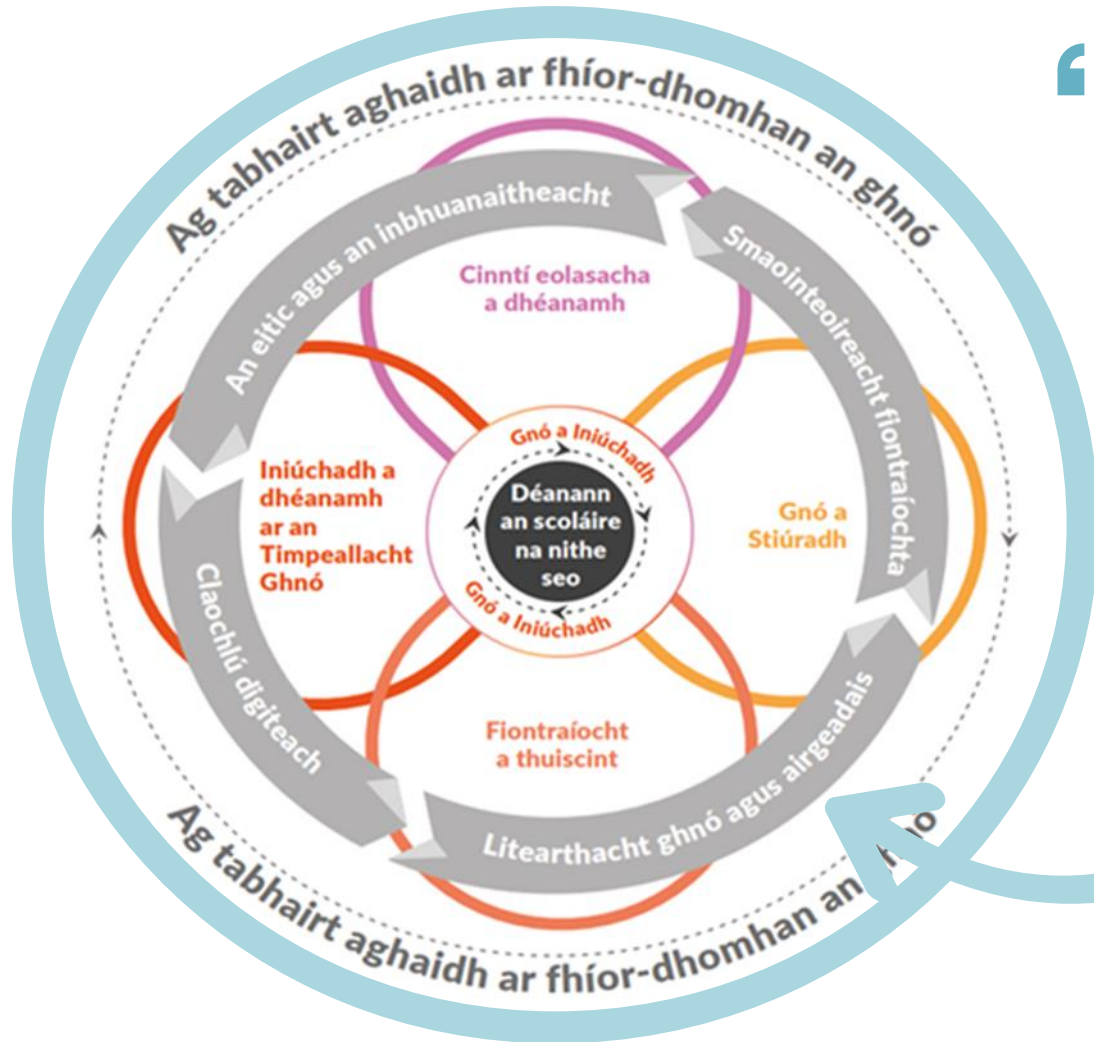 ‘
Ag tabhairt aghaidh ar fhíor-dhomhan an ghnó
An eitic agus an inbhuanaitheacht
Smaointeoireacht fiontraíochta
Cinntí eolasacha
a dhéanamh
Gnó a Iniúchadh
Iniúchadh a
dhéanamh
ar an
Timpeallacht
Ghnó
Déanann
an scoláire
na nithe
seo
Gnó a
Stiúradh
Gnó a Iniúchadh
Claochlú digiteach
Fiontraíocht
a thuiscint
Litearthacht ghnó agus airgeadais
Ag tabhairt aghaidh ar fhíor-dhomhan an ghnó